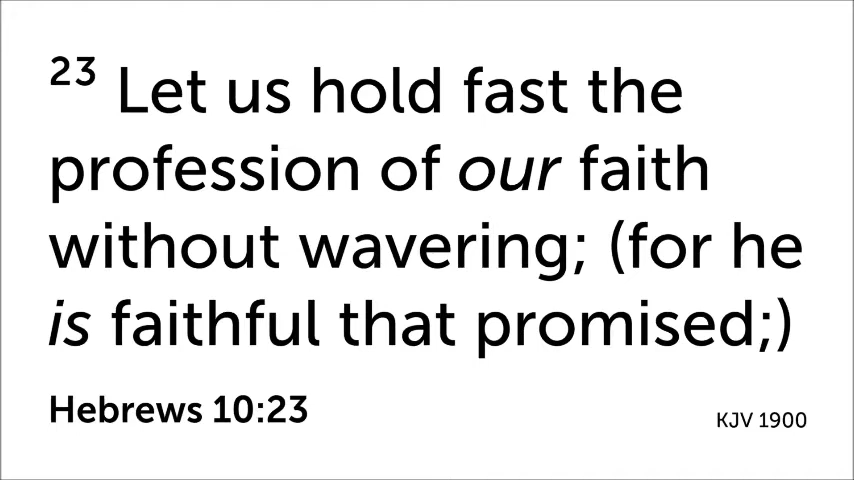 23 Let us hold fast the
profession of our faith
without wavering; (for he
is faithful that promised;)
Hebrews 10:23
KJV 1900